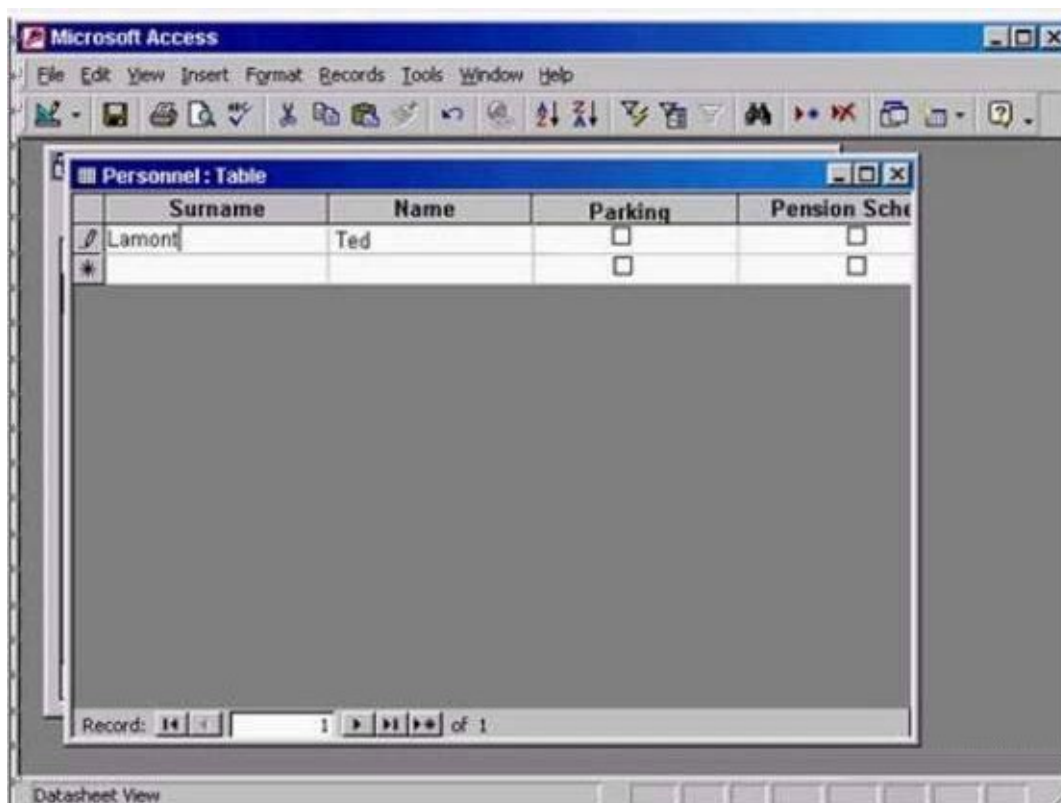 Microsoft Access
File Edit View Insert Format Records Tools Window Help
Personnel : Table
Surname Name Parking Pension Sche
Lamont Ted
Record: 1 of 1
Datasheet View